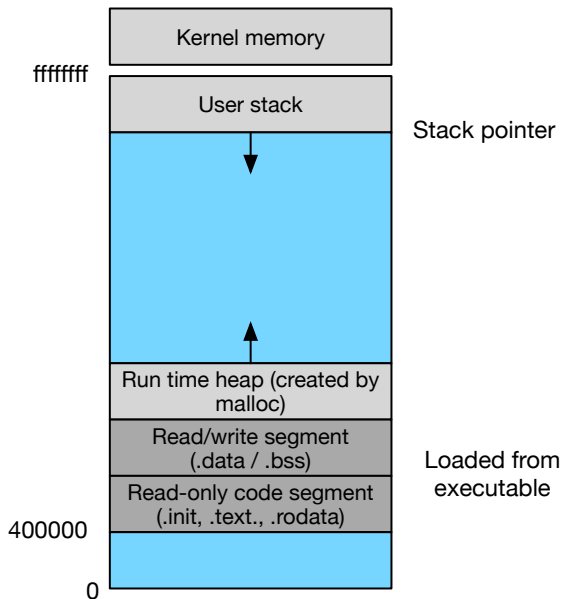 Kernel memory
ffffffff
User stack
Stack pointer
Run time heap (created by
malloc)
Read/write segment
(.data / .bss)
Loaded from
executable
Read-only code segment
(.init, .text., .rodata)
400000
0